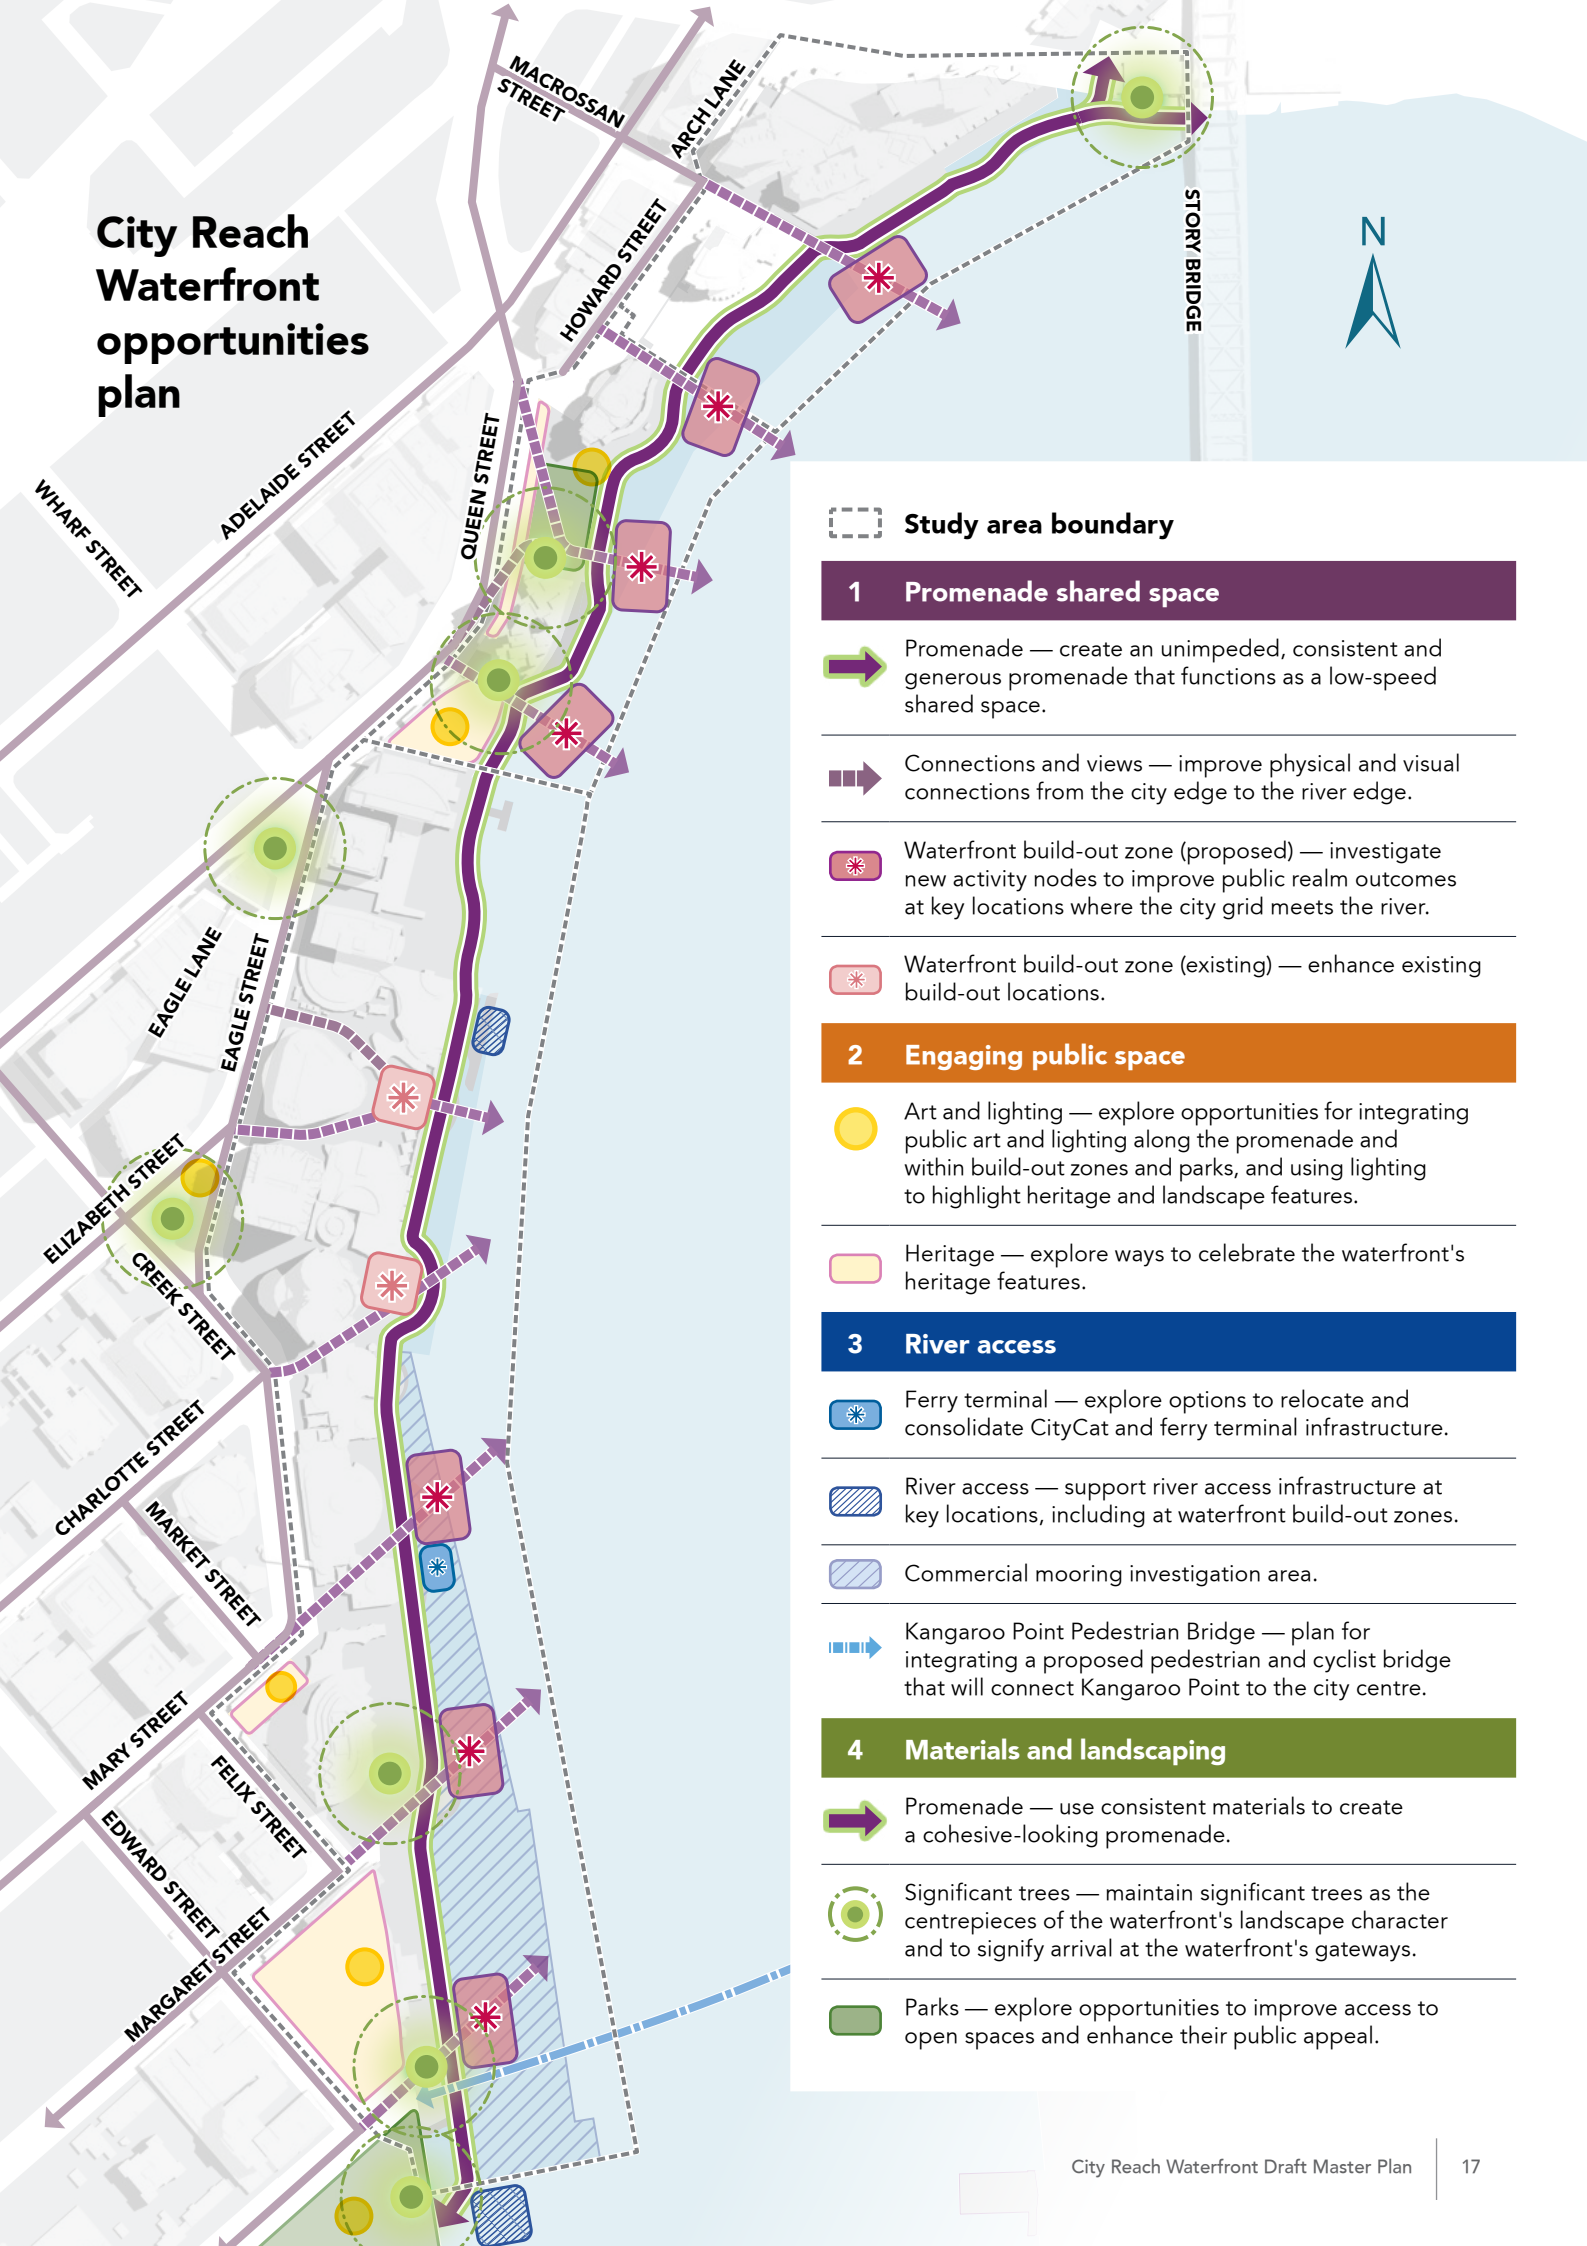 City Reach
Waterfront
opportunities
plan
MACROSSAN
STREET
ARCH LANE
HOWARD STREET
STORY BRIDGE
N
ADELAIDE STREET
QUEEN STREET
WHARF STREET
EAGLE LANE
EAGLE STREET
ELIZABETH STREET
CREEK STREET
CHARLOTTE STREET
MARKET STREET
MARY STREET
FELIX STREET
EDWARD STREET
MARGARET STREET
Study area boundary
1 Promenade shared space
Promenade — create an unimpeded, consistent and
generous promenade that functions as a low-speed
shared space.
Connections and views — improve physical and visual
connections from the city edge to the river edge.
Waterfront build-out zone (proposed) — investigate
new activity nodes to improve public realm outcomes
at key locations where the city grid meets the river.
Waterfront build-out zone (existing) — enhance existing
build-out locations.
2 Engaging public space
Art and lighting — explore opportunities for integrating
public art and lighting along the promenade and
within build-out zones and parks, and using lighting
to highlight heritage and landscape features.
Heritage — explore ways to celebrate the waterfront's
heritage features.
3 River access
Ferry terminal — explore options to relocate and
consolidate CityCat and ferry terminal infrastructure.
River access — support river access infrastructure at
key locations, including at waterfront build-out zones.
Commercial mooring investigation area.
Kangaroo Point Pedestrian Bridge — plan for
integrating a proposed pedestrian and cyclist bridge
that will connect Kangaroo Point to the city centre.
4 Materials and landscaping
Promenade — use consistent materials to create
a cohesive-looking promenade.
Significant trees — maintain significant trees as the
centrepieces of the waterfront's landscape character
and to signify arrival at the waterfront's gateways.
Parks — explore opportunities to improve access to
open spaces and enhance their public appeal.
City Reach Waterfront Draft Master Plan 17